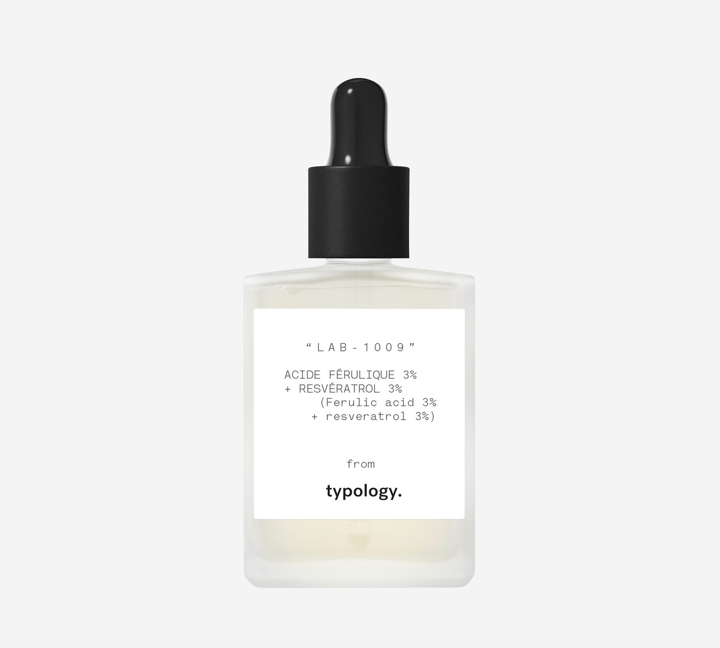 “LAB-1009”
ACIDE FÉRULIQUE 3%
+ RESVÉRATROL 3%
(Ferulic acid 3%
+ resveratrol 3%)
from
typology.